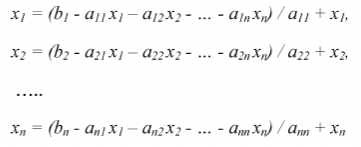 x₁ = (b₁ - a₁₁x₁ – a₁₂x₂ - ... - a₁ₙxₙ) / a₁₁ + x₁,
x₂ = (b₂ - a₂₁x₁ – a₂₂x₂ - ... - a₂ₙxₙ) / a₂₂ + x₂,
.....
xₙ = (bₙ - aₙ₁x₁ – aₙ₂x₂ - ... - aₙₙxₙ) / aₙₙ + xₙ